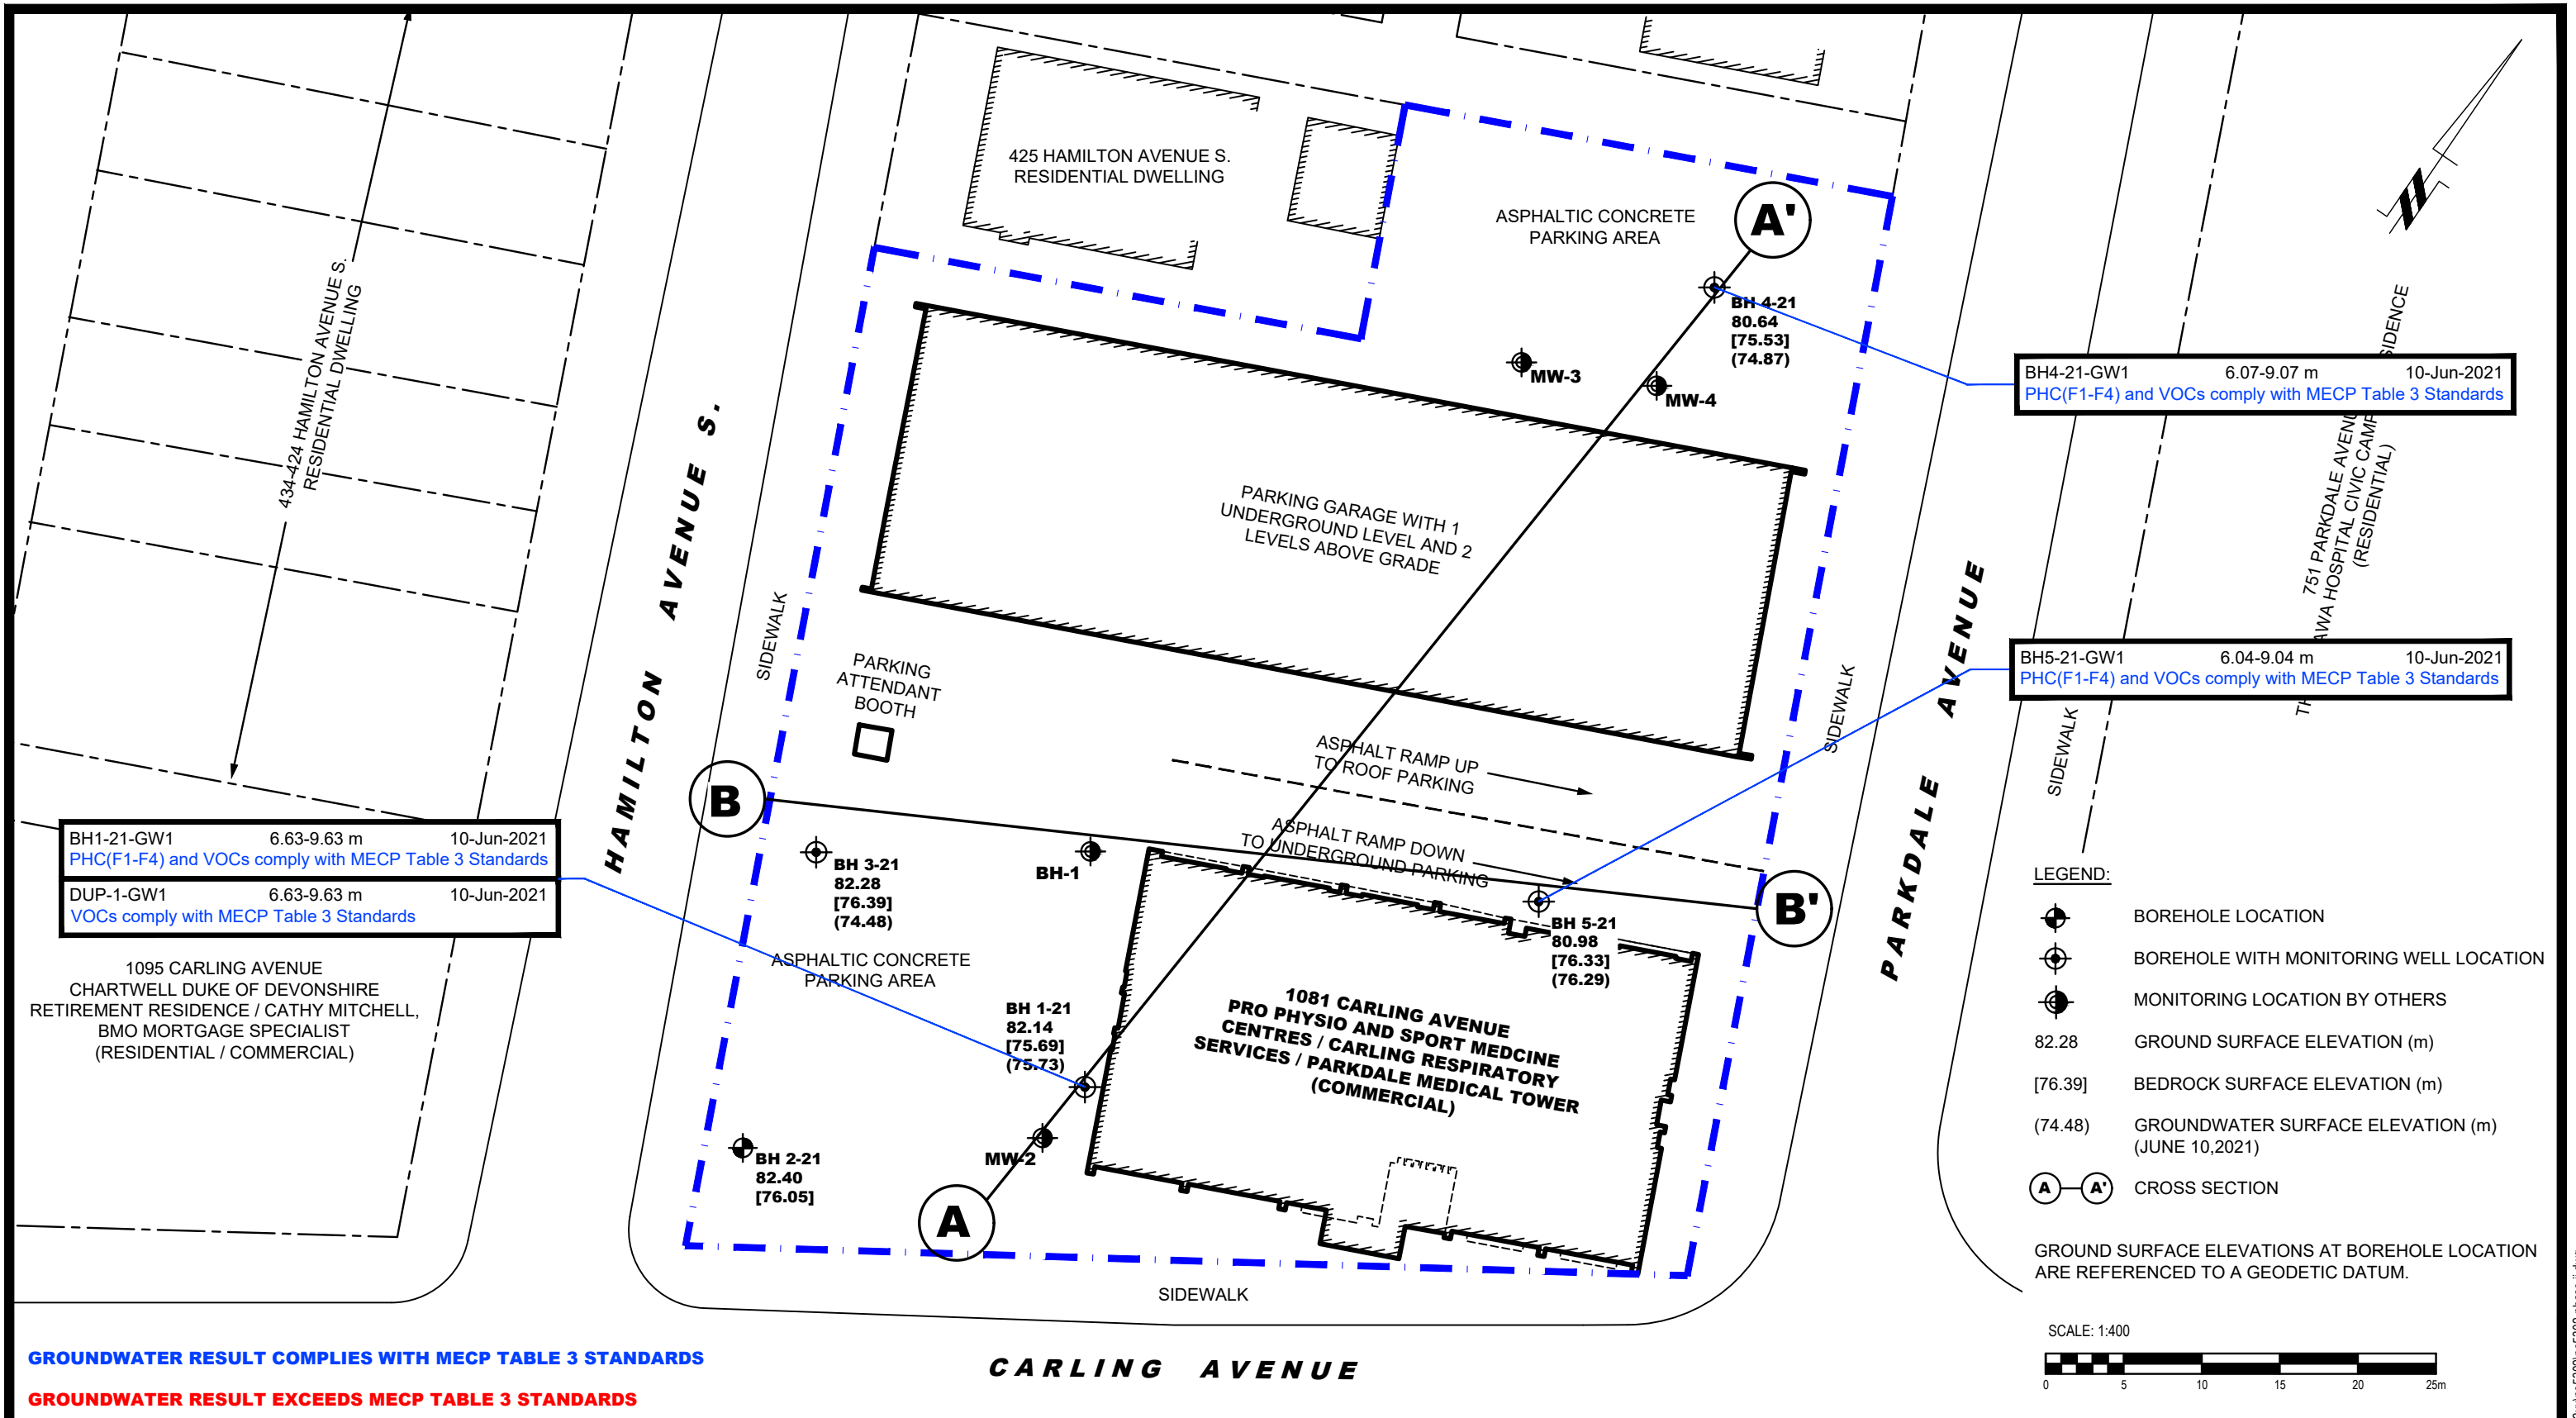 425 HAMILTON AVENUE S.
RESIDENTIAL DWELLING
ASPHALTIC CONCRETE
PARKING AREA
A'
BH 4-21
80.64
[75.53]
(74.87)
MW-3
MW-4
BH4-21-GW1 6.07-9.07 m 10-Jun-2021
PHC(F1-F4) and VOCs comply with MECP Table 3 Standards
434-424 HAMILTON AVENUE S.
RESIDENTIAL DWELLING
HAMILTON AVENUE S.
SIDEWALK
PARKING GARAGE WITH 1
UNDERGROUND LEVEL AND 2
LEVELS ABOVE GRADE
751 PARKDALE AVENU
AWA HOSPITAL CIVIC CAMP
(RESIDENTIAL)
BH5-21-GW1 6.04-9.04 m 10-Jun-2021
PHC(F1-F4) and VOCs comply with MECP Table 3 Standards
PARKING
ATTENDANT
BOOTH
SIDEWALK
PARKDALE AVENUE
SIDEWALK
ASPHALT RAMP UP
TO ROOF PARKING
ASPHALT RAMP DOWN
TO UNDERGROUND PARKING
B
B'
BH1-21-GW1 6.63-9.63 m 10-Jun-2021
PHC(F1-F4) and VOCs comply with MECP Table 3 Standards
DUP-1-GW1 6.63-9.63 m 10-Jun-2021
VOCs comply with MECP Table 3 Standards
BH 3-21
82.28
[76.39]
(74.48)
BH-1
BH 5-21
80.98
[76.33]
(76.29)
ASPHALTIC CONCRETE
PARKING AREA
1095 CARLING AVENUE
CHARTWELL DUKE OF DEVONSHIRE
RETIREMENT RESIDENCE / CATHY MITCHELL,
BMO MORTGAGE SPECIALIST
(RESIDENTIAL / COMMERCIAL)
BH 1-21
82.14
[75.69]
(75.73)
1081 CARLING AVENUE
PRO PHYSIO AND SPORT MEDCINE
CENTRES / CARLING RESPIRATORY
SERVICES / PARKDALE MEDICAL TOWER
(COMMERCIAL)
BH 2-21
82.40
[76.05]
MW-2
A
SIDEWALK
CARLING AVENUE
LEGEND:
BOREHOLE LOCATION
BOREHOLE WITH MONITORING WELL LOCATION
MONITORING LOCATION BY OTHERS
82.28 GROUND SURFACE ELEVATION (m)
[76.39] BEDROCK SURFACE ELEVATION (m)
(74.48) GROUNDWATER SURFACE ELEVATION (m)
(JUNE 10,2021)
A A' CROSS SECTION
GROUND SURFACE ELEVATIONS AT BOREHOLE LOCATION
ARE REFERENCED TO A GEODETIC DATUM.
SCALE: 1:400
0 5 10 15 20 25m
GROUNDWATER RESULT COMPLIES WITH MECP TABLE 3 STANDARDS
GROUNDWATER RESULT EXCEEDS MECP TABLE 3 STANDARDS